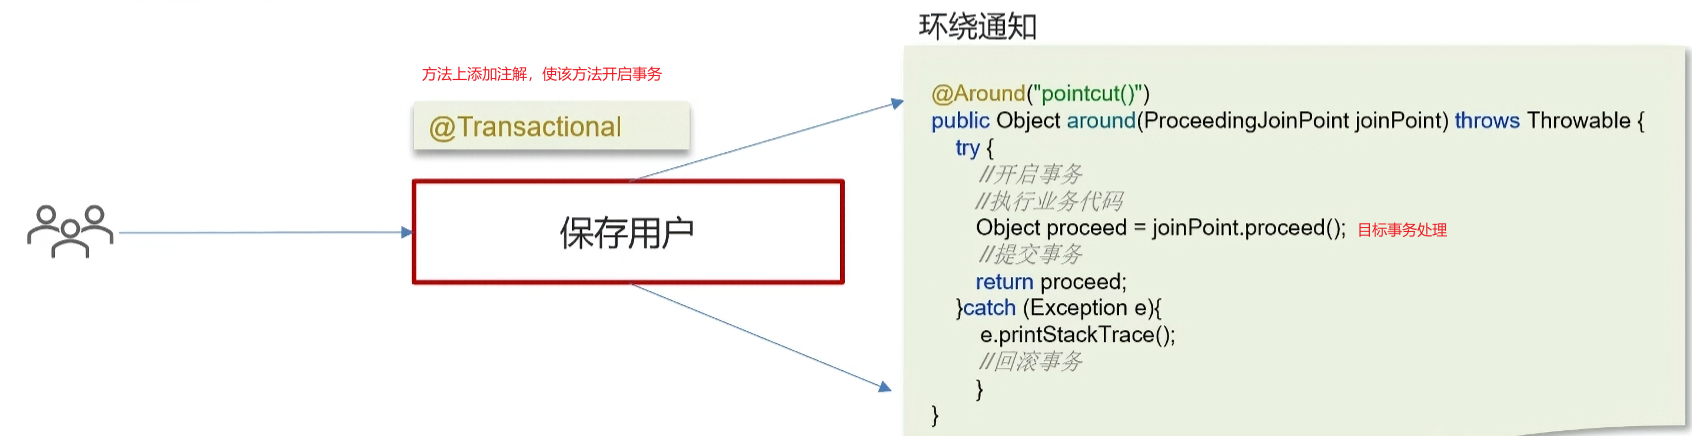 环绕通知
方法上添加注解，使该方法开启事务
@Transactional
保存用户
@Around("pointcut()")
public Object around(ProceedingJoinPoint joinPoint) throws Throwable {
try {
//开启事务
//执行业务代码
Object proceed = joinPoint.proceed(); 目标事务处理
//提交事务
return proceed;
}catch (Exception e){
e.printStackTrace();
//回滚事务
}
}